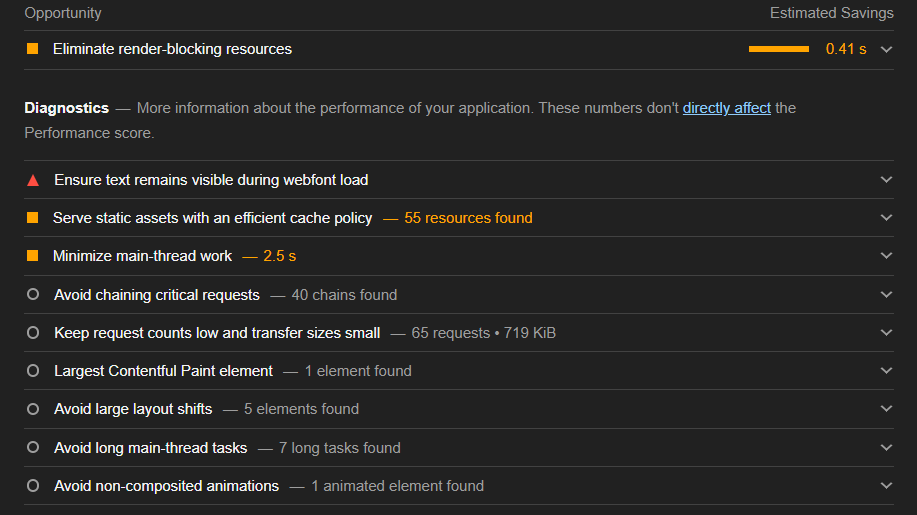 Opportunity Estimated Savings
Eliminate render-blocking resources 0.41 s
Diagnostics — More information about the performance of your application. These numbers don't directly affect the
Performance score.
Ensure text remains visible during webfont load
Serve static assets with an efficient cache policy — 55 resources found
Minimize main-thread work — 2.5 s
Avoid chaining critical requests — 40 chains found
Keep request counts low and transfer sizes small — 65 requests • 719 KiB
Largest Contentful Paint element — 1 element found
Avoid large layout shifts — 5 elements found
Avoid long main-thread tasks — 7 long tasks found
Avoid non-composited animations — 1 animated element found